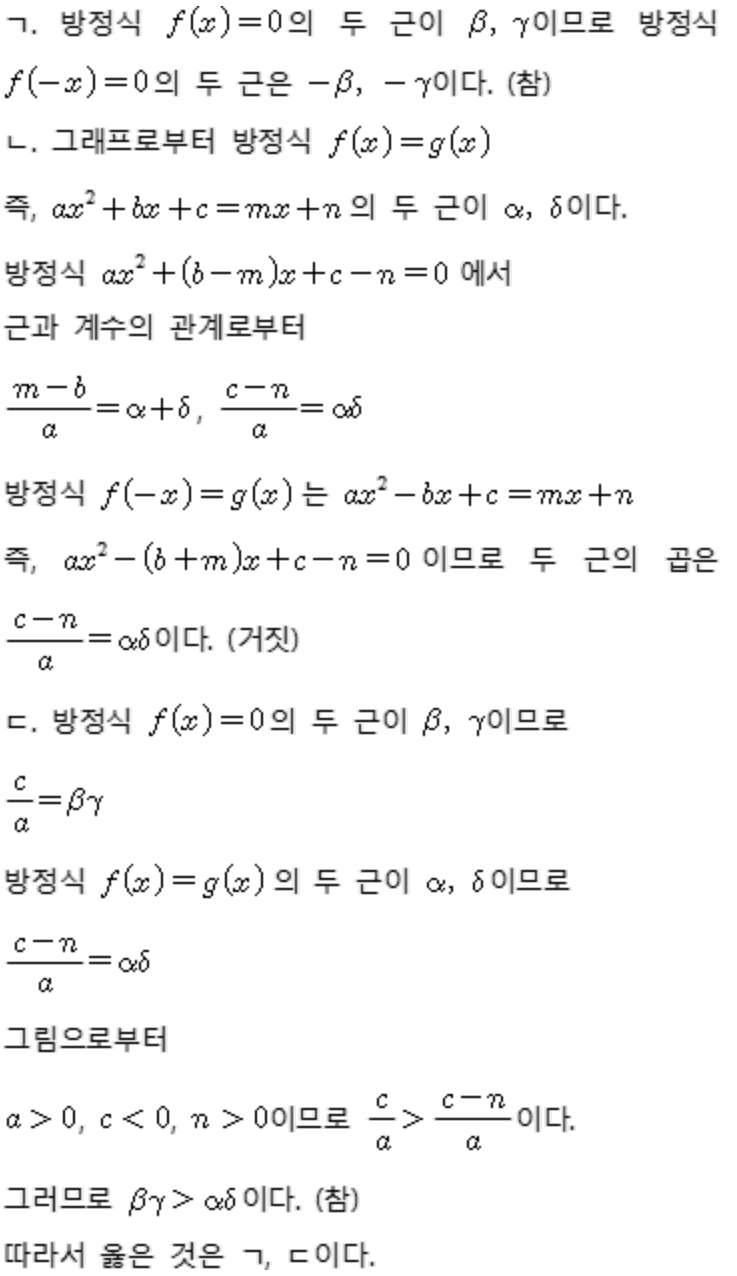 ㄱ. 방정식 f(x)=0의 두 근이 β, γ이므로 방정식
f(-x)=0의 두 근은 -β, -γ이다. (참)
ㄴ. 그래프로부터 방정식 f(x)=g(x)
즉, ax²+bx+c=mx+n의 두 근이 α, δ이다.
방정식 ax²+(b-m)x+c-n=0 에서
근과 계수의 관계로부터
(m-b)/a=α+δ, (c-n)/a=αδ
방정식 f(-x)=g(x)는 ax²-bx+c=mx+n
즉, ax²-(b+m)x+c-n=0 이므로 두 근의 곱은
(c-n)/a=αδ이다. (거짓)
ㄷ. 방정식 f(x)=0의 두 근이 β, γ이므로
c/a=βγ
방정식 f(x)=g(x)의 두 근이 α, δ이므로
(c-n)/a=αδ
그림으로부터
a>0, c<0, n>0이므로 c/a>(c-n)/a이다.
그러므로 βγ>αδ이다. (참)
따라서 옳은 것은 ㄱ, ㄷ이다.